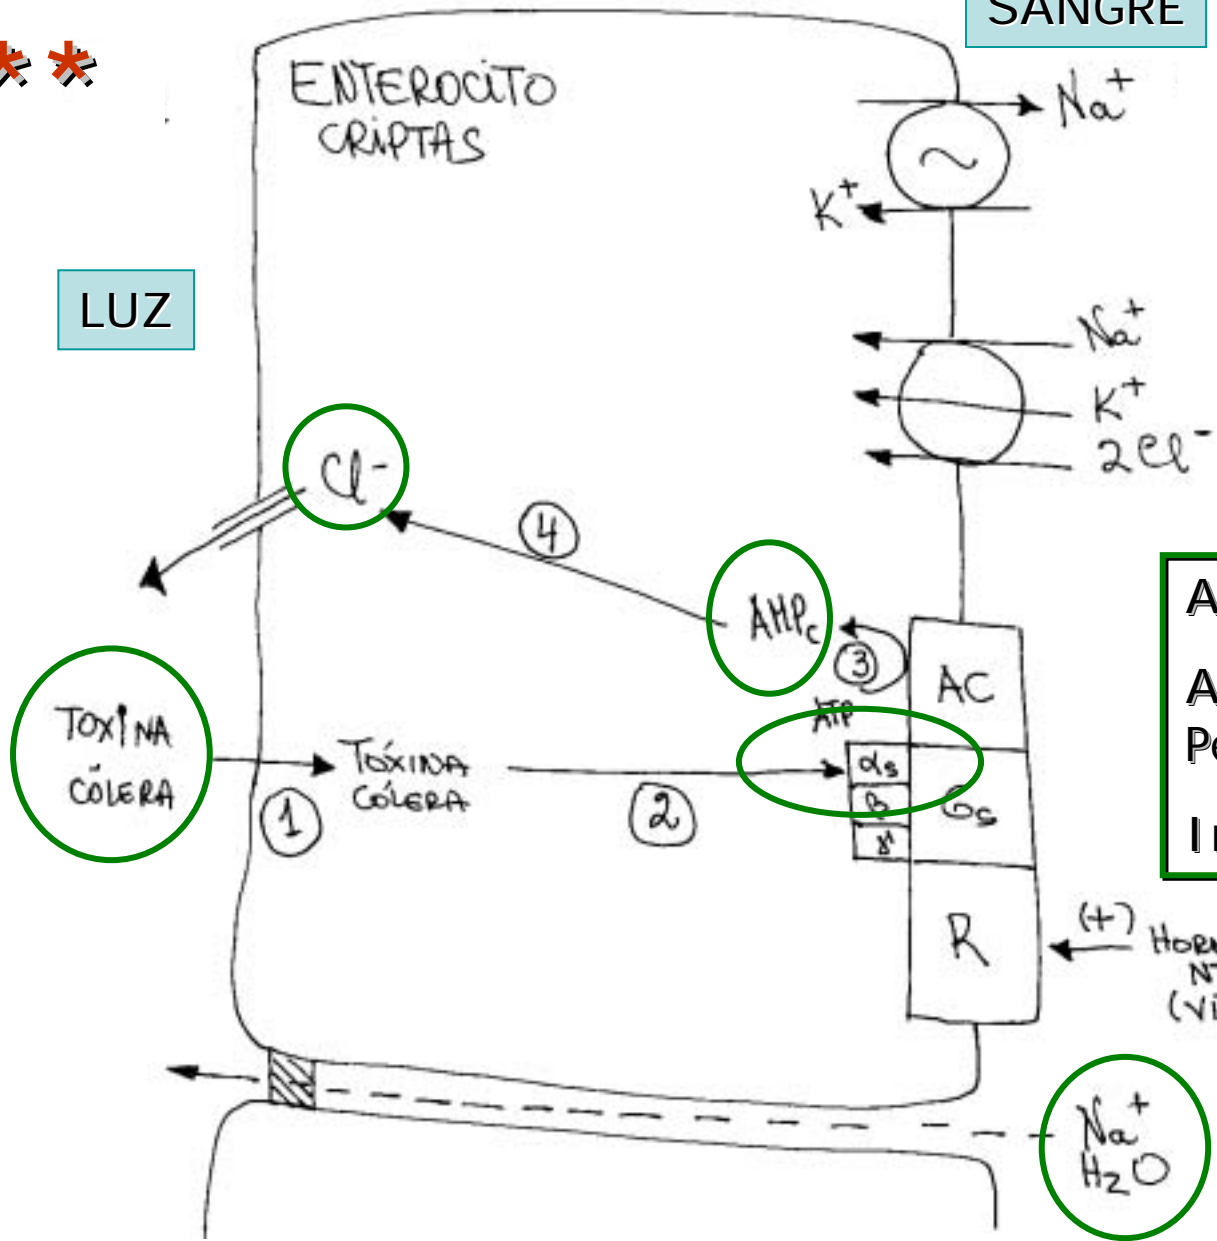 SANGRE
**
ENTEROCITO
CRIPTAS
Na+
K+
LUZ
Na+
K+
2Cl-
Cl-
4
AMPc
3
AC
ATP
TOXINA
CÓLERA
1
TÓXINA
CÓLERA
2
αs
β
γ
Gs
R
(+)
Na+
H2O